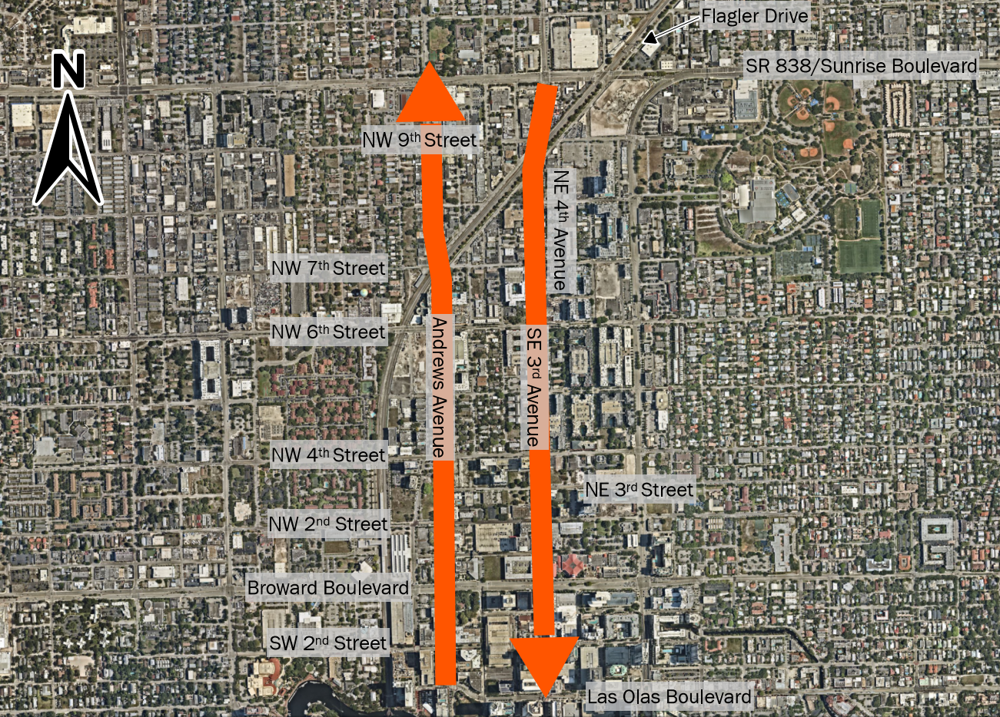 Flagler Drive
SR 838/Sunrise Boulevard
N
NW 9th Street
NE 4th Avenue
NW 7th Street
NW 6th Street
Andrews Avenue
SE 3rd Avenue
NW 4th Street
NE 3rd Street
NW 2nd Street
Broward Boulevard
SW 2nd Street
Las Olas Boulevard